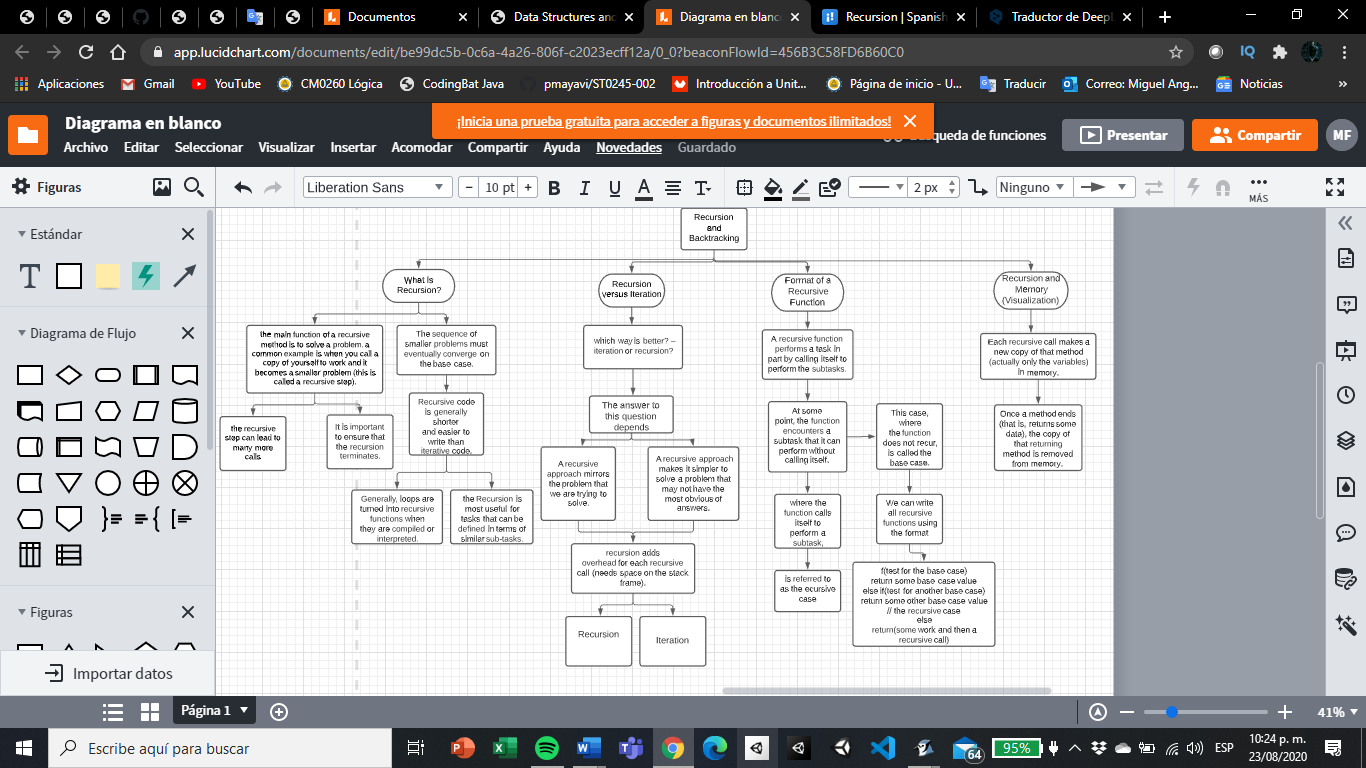 Documentos
Data Structures and
Diagrama en blanc
Recursion | Spanish
Traductor de Deepl
app.lucidchart.com/documents/edit/be99dc5b-0c6a-4a26-806f-c2023ecff12a/0_0?beaconFlowId=456B3C58FD6B60C0
IQ
Aplicaciones
Gmail
YouTube
CM0260 Lógica
CodingBat Java
pmayavi/ST0245-002
Introducción a Unit...
Página de inicio - U...
Traducir
Correo: Miguel Ang...
Noticias
Diagrama en blanco
¡Inicia una prueba gratuita para acceder a figuras y documentos ilimitados!
squeda de funciones
Presentar
Compartir
MF
Archivo
Editar
Seleccionar
Visualizar
Insertar
Acomodar
Compartir
Ayuda
Novedades
Guardado
Figuras
Liberation Sans
10 pt
B
I
U
A
T
2 px
Ninguno
MÁS
Estándar
T
Diagrama de Flujo
Figuras
Importar datos
Recursion
and
Backtracking
What is
Recursion?
Recursion
versus Iteration
Format of a
Recursive
Function
Recursion and
Memory
(Visualization)
the main function of a recursive
method is to solve a problem. a
common example is when you call a
copy of yourself to work and it
becomes a smaller problem (this is
called a recursive step).
The sequence of
smaller problems must
eventually converge on
the base case.
the recursive
step can lead to
many more
calls.
It is important
to ensure that
the recursion
terminates.
Recursive code
is generally
shorter
and easier to
write than
iterative code.
Generally, loops are
turned into recursive
functions when
they are compiled or
interpreted.
the Recursion is
most useful for
tasks that can be
defined in terms of
similar sub-tasks.
which way is better? –
iteration or recursion?
The answer to
this question
depends
A recursive
approach mirrors
the problem that
we are trying to
solve.
A recursive approach
makes it simpler to
solve a problem that
may not have the
most obvious of
answers.
recursion adds
overhead for each recursive
call (needs space on the stack
frame).
Recursion
Iteration
A recursive function
performs a task in
part by calling itself to
perform the subtasks.
At some
point, the function
encounters a
subtask that it can
perform without
calling itself.
This case,
where
the function
does not recur,
is called the
base case.
where the
function calls
itself to
perform a
subtask,
is referred to
as the ecursive
case
We can write
all recursive
functions using
the format
f(test for the base case)
return some base case value
else if(test for another base case)
return some other base case value
// the recursive case
else
return(some work and then a
recursive call)
Each recursive call makes a
new copy of that method
(actually only the variables)
in memory.
Once a method ends
(that is, returns some
data), the copy of
that returning
method is removed
from memory.
Página 1
41%
Escribe aquí para buscar
64
95%
ESP
10:24 p. m.
23/08/2020